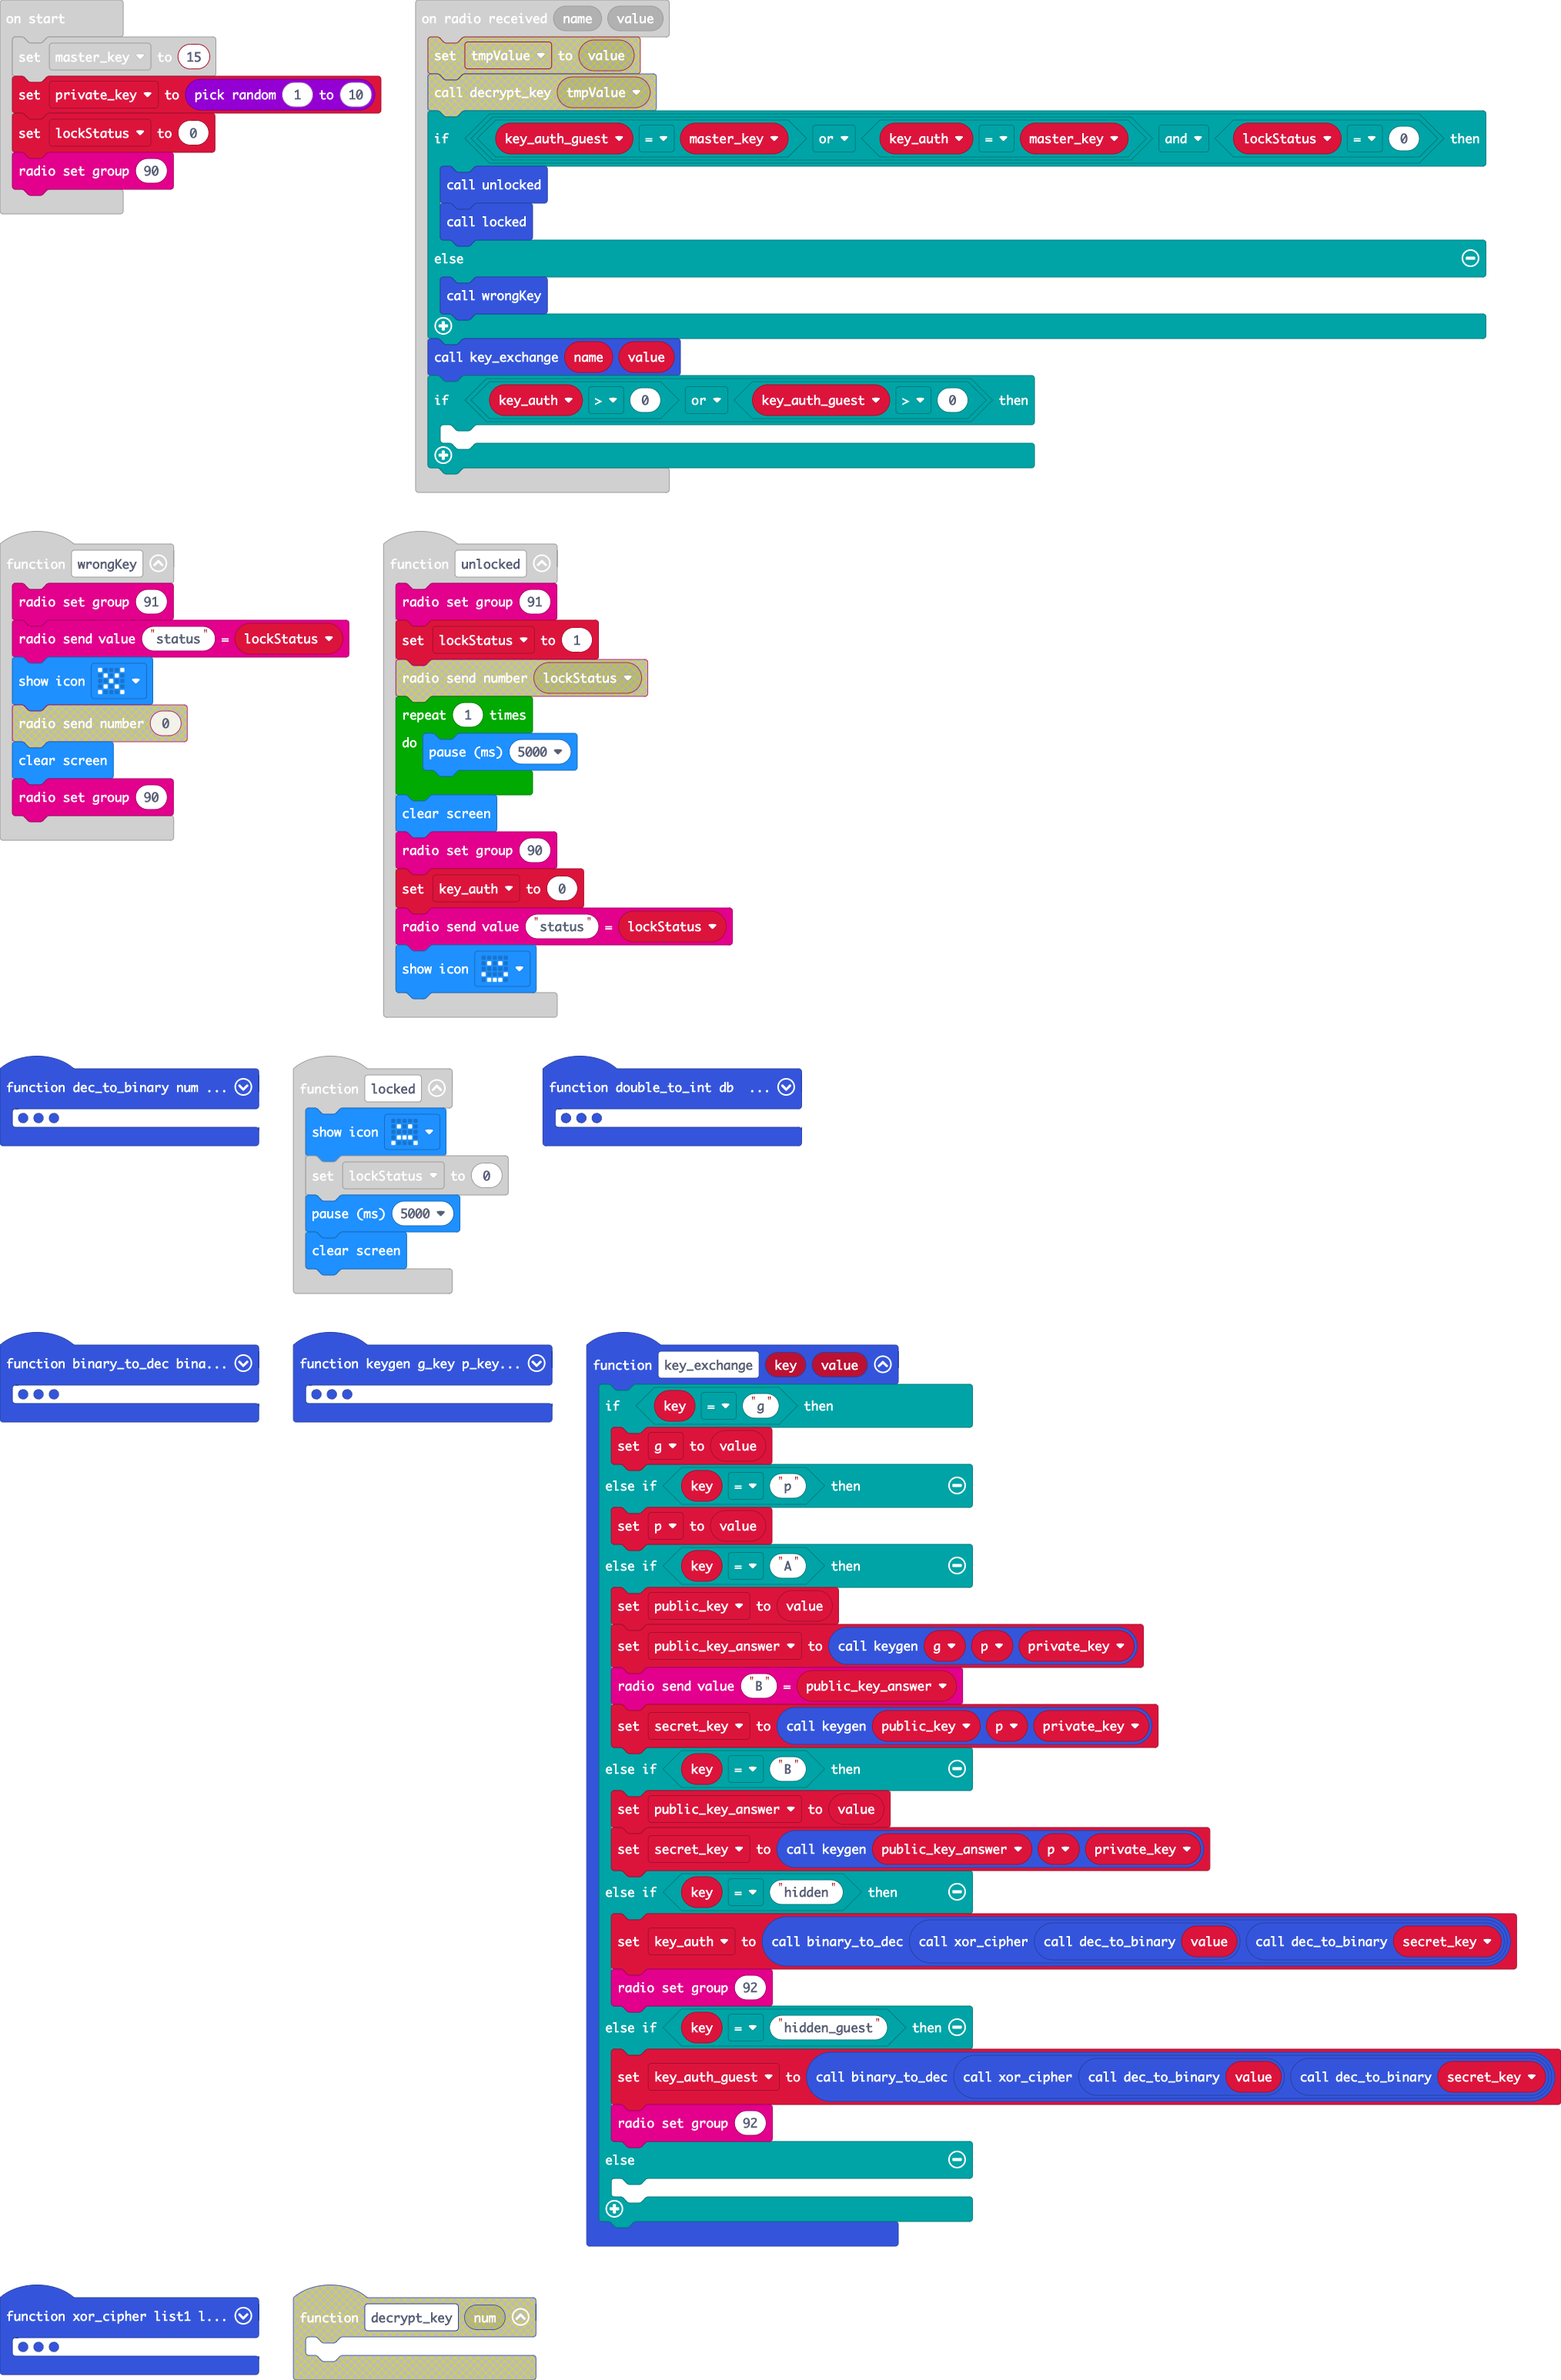 on start
set master_key to 15
set private_key to pick random 1 to 10
set lockStatus to 0
radio set group 90
on radio received name value
set tmpValue to value
call decrypt_key tmpValue
if key_auth_guest = master_key or key_auth = master_key and lockStatus = 0 then
call unlocked
call locked
else
call wrongKey
call key_exchange name value
if key_auth > 0 or key_auth_guest > 0 then
function wrongKey
radio set group 91
radio send value "status" = lockStatus
show icon
radio send number 0
clear screen
radio set group 90
function unlocked
radio set group 91
set lockStatus to 1
radio send number lockStatus
repeat 1 times
do pause (ms) 5000
clear screen
radio set group 90
set key_auth to 0
radio send value "status" = lockStatus
show icon
function dec_to_binary num ...
function locked
show icon
set lockStatus to 0
pause (ms) 5000
clear screen
function double_to_int db ...
function binary_to_dec bina...
function keygen g_key p_key...
function key_exchange key value
if key = "g" then
set g to value
else if key = "p" then
set p to value
else if key = "A" then
set public_key to value
set public_key_answer to call keygen g p private_key
radio send value "B" = public_key_answer
set secret_key to call keygen public_key p private_key
else if key = "B" then
set public_key_answer to value
set secret_key to call keygen public_key_answer p private_key
else if key = "hidden" then
set key_auth to call binary_to_dec call xor_cipher call dec_to_binary value call dec_to_binary secret_key
radio set group 92
else if key = "hidden_guest" then
set key_auth_guest to call binary_to_dec call xor_cipher call dec_to_binary value call dec_to_binary secret_key
radio set group 92
else
function xor_cipher list1 l...
function decrypt_key num